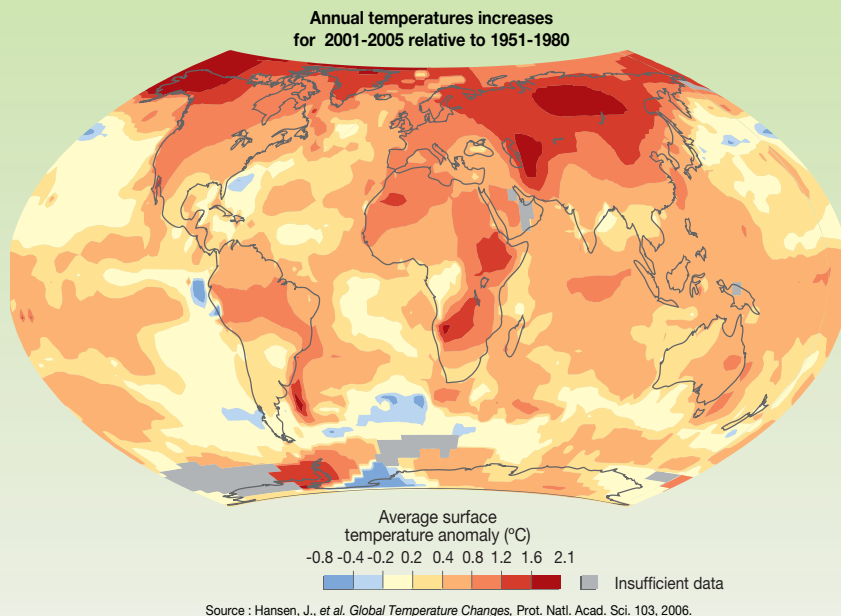 Annual temperatures increases
for 2001-2005 relative to 1951-1980
Average surface
temperature anomaly (ºC)
-0.8 -0.4 -0.2 0.2 0.4 0.8 1.2 1.6 2.1
Insufficient data
Source : Hansen, J., et al. Global Temperature Changes, Prot. Natl. Acad. Sci. 103, 2006.